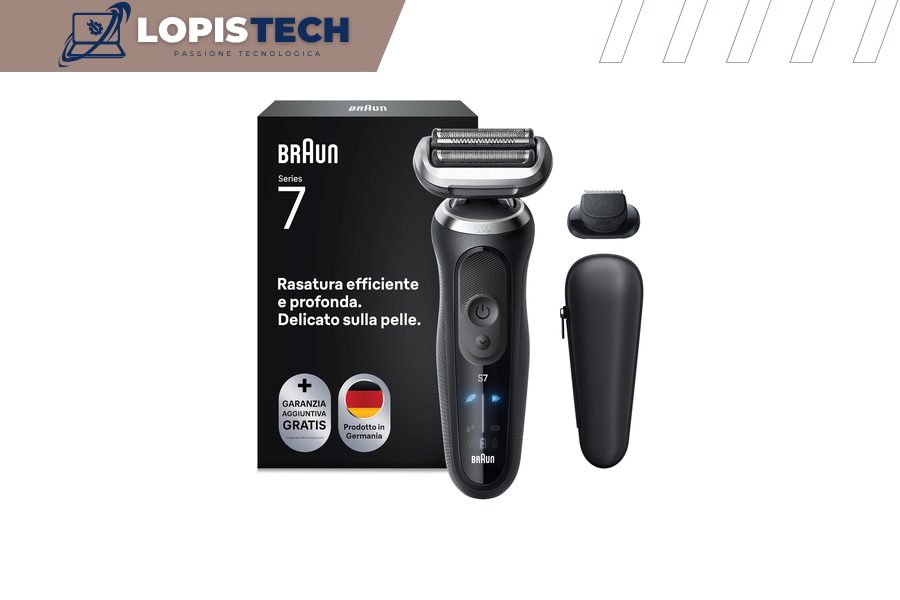 LOPISTECH
PASSIONE TECNOLOGICA
BRAUN
BRAUN
Series
7
Rasatura efficiente
e profonda.
Delicato sulla pelle.
+
GARANZIA
AGGIUNTIVA
GRATIS
Prodotto in
Germania
S7
BRAUN